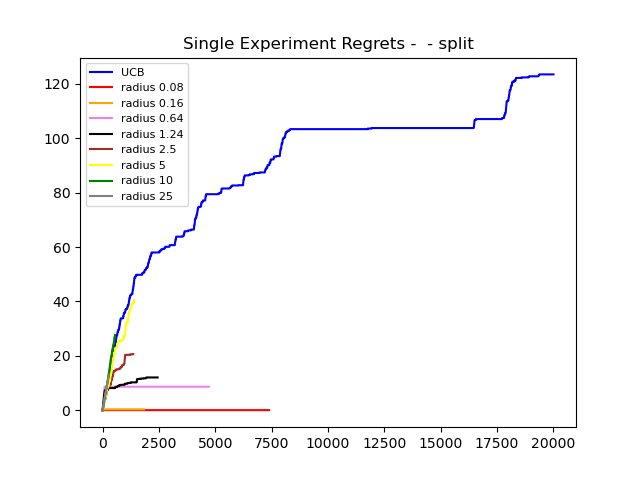 Single Experiment Regrets -  - split
UCB
radius 0.08
radius 0.16
radius 0.64
radius 1.24
radius 2.5
radius 5
radius 10
radius 25
120
100
80
60
40
20
0
0 2500 5000 7500 10000 12500 15000 17500 20000